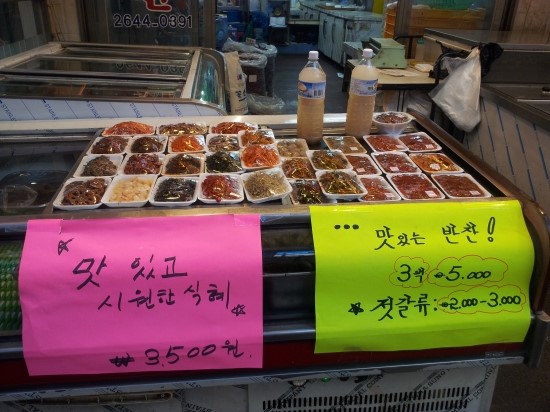 2644-0391
맛 있고
시원한 식혜
₩ 3.500원.
••• 맛있는 반찬!
3팩 ₩5.000
젓갈류: ₩2.000-3.000